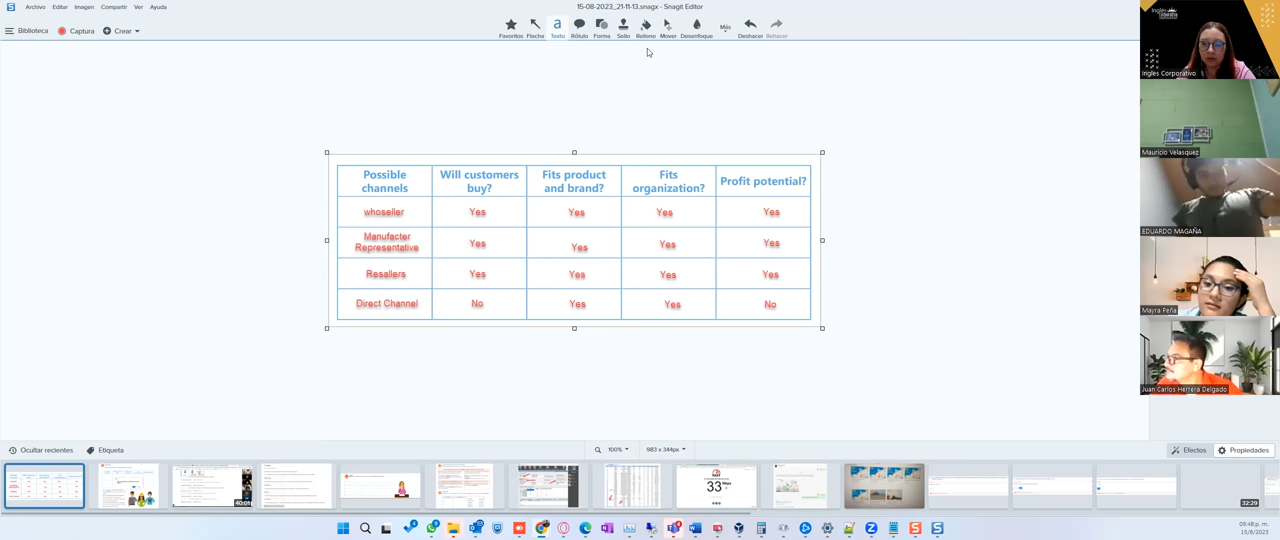 Archivo Editar Imagen Compartir Ver Ayuda
15-08-2023_21-11-13.snagx - Snagit Editor
Biblioteca Captura Crear
Favoritos Flecha Texto Rótulo Forma Sello Relleno Mover Desenfoque Más Deshacer Rehacer
Possible channels Will customers buy? Fits product and brand? Fits organization? Profit potential?
whoseller Yes Yes Yes Yes
Manufacter Representative Yes Yes Yes Yes
Resallers Yes Yes Yes Yes
Direct Channel No Yes Yes No
Inglés Corporativo
Ingles Corporativo
Mauricio Velasquez
EDUARDO MAGAÑA
Mayra Peña
Juan Carlos Herrera Delgado
Ocultar recientes Etiqueta 100% 983 x 344px Efectos Propiedades
40:01
33
32:29
09:48 p. m.
15/8/2023